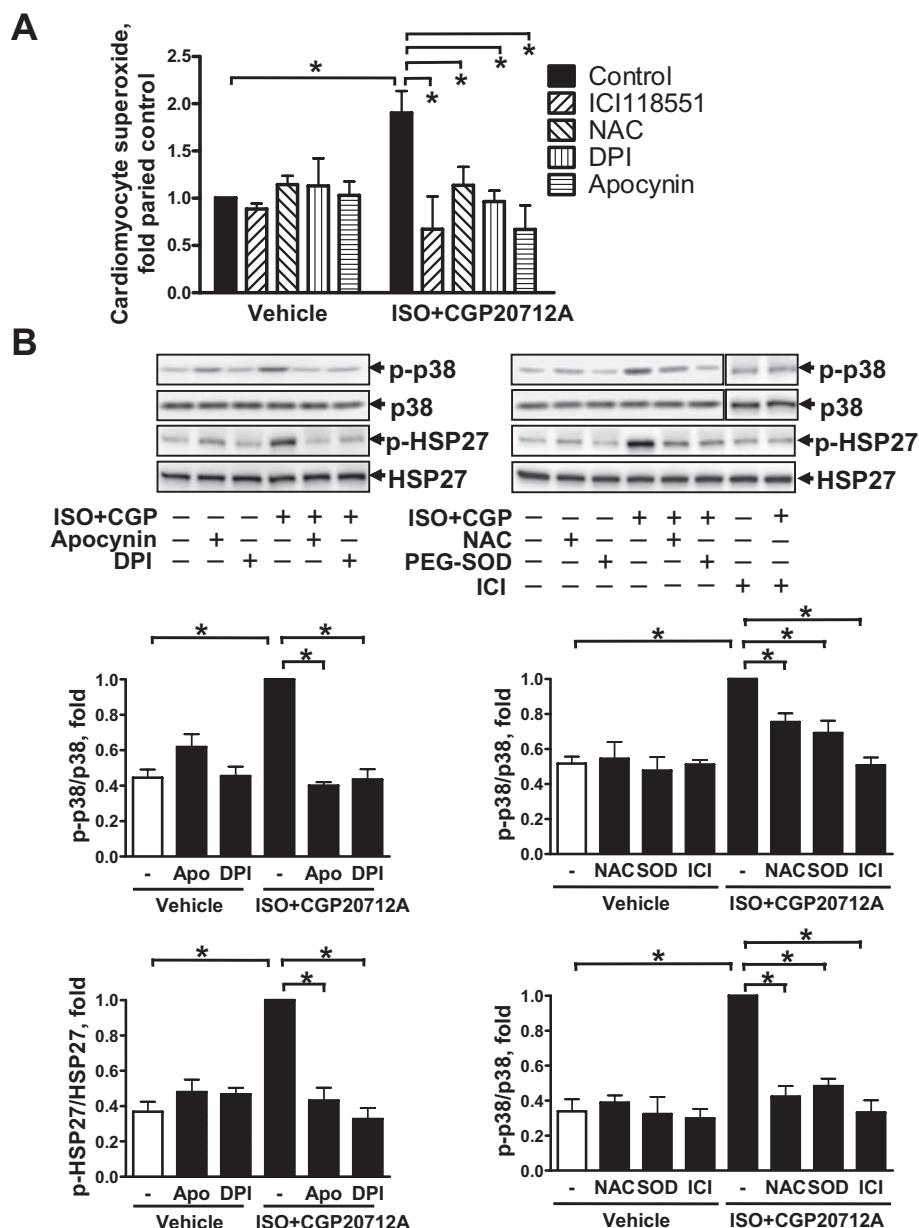 A
Cardiomyocyte superoxide,
fold paried control
2.5
2.0
1.5
1.0
0.5
0.0
*
* * * *
Control
ICI118551
NAC
DPI
Apocynin
Vehicle ISO+CGP20712A
B
p-p38
p38
p-HSP27
HSP27
ISO+CGP – – – + + +
Apocynin – + – – + –
DPI – – + – – +
p-p38
p38
p-HSP27
HSP27
ISO+CGP – – – + + + – +
NAC – + – – + – – –
PEG-SOD – – + – – + – –
ICI – – – – – – + +
p-p38/p38, fold
1.0
0.8
0.6
0.4
0.2
0.0
* * *
- Apo DPI - Apo DPI
Vehicle ISO+CGP20712A
p-p38/p38, fold
1.0
0.8
0.6
0.4
0.2
0.0
* * * *
- NAC SOD ICI - NAC SOD ICI
Vehicle ISO+CGP20712A
p-HSP27/HSP27, fold
1.0
0.8
0.6
0.4
0.2
0.0
* * *
- Apo DPI - Apo DPI
Vehicle ISO+CGP20712A
p-p38/p38, fold
1.0
0.8
0.6
0.4
0.2
0.0
* * * *
- NAC SOD ICI - NAC SOD ICI
Vehicle ISO+CGP20712A